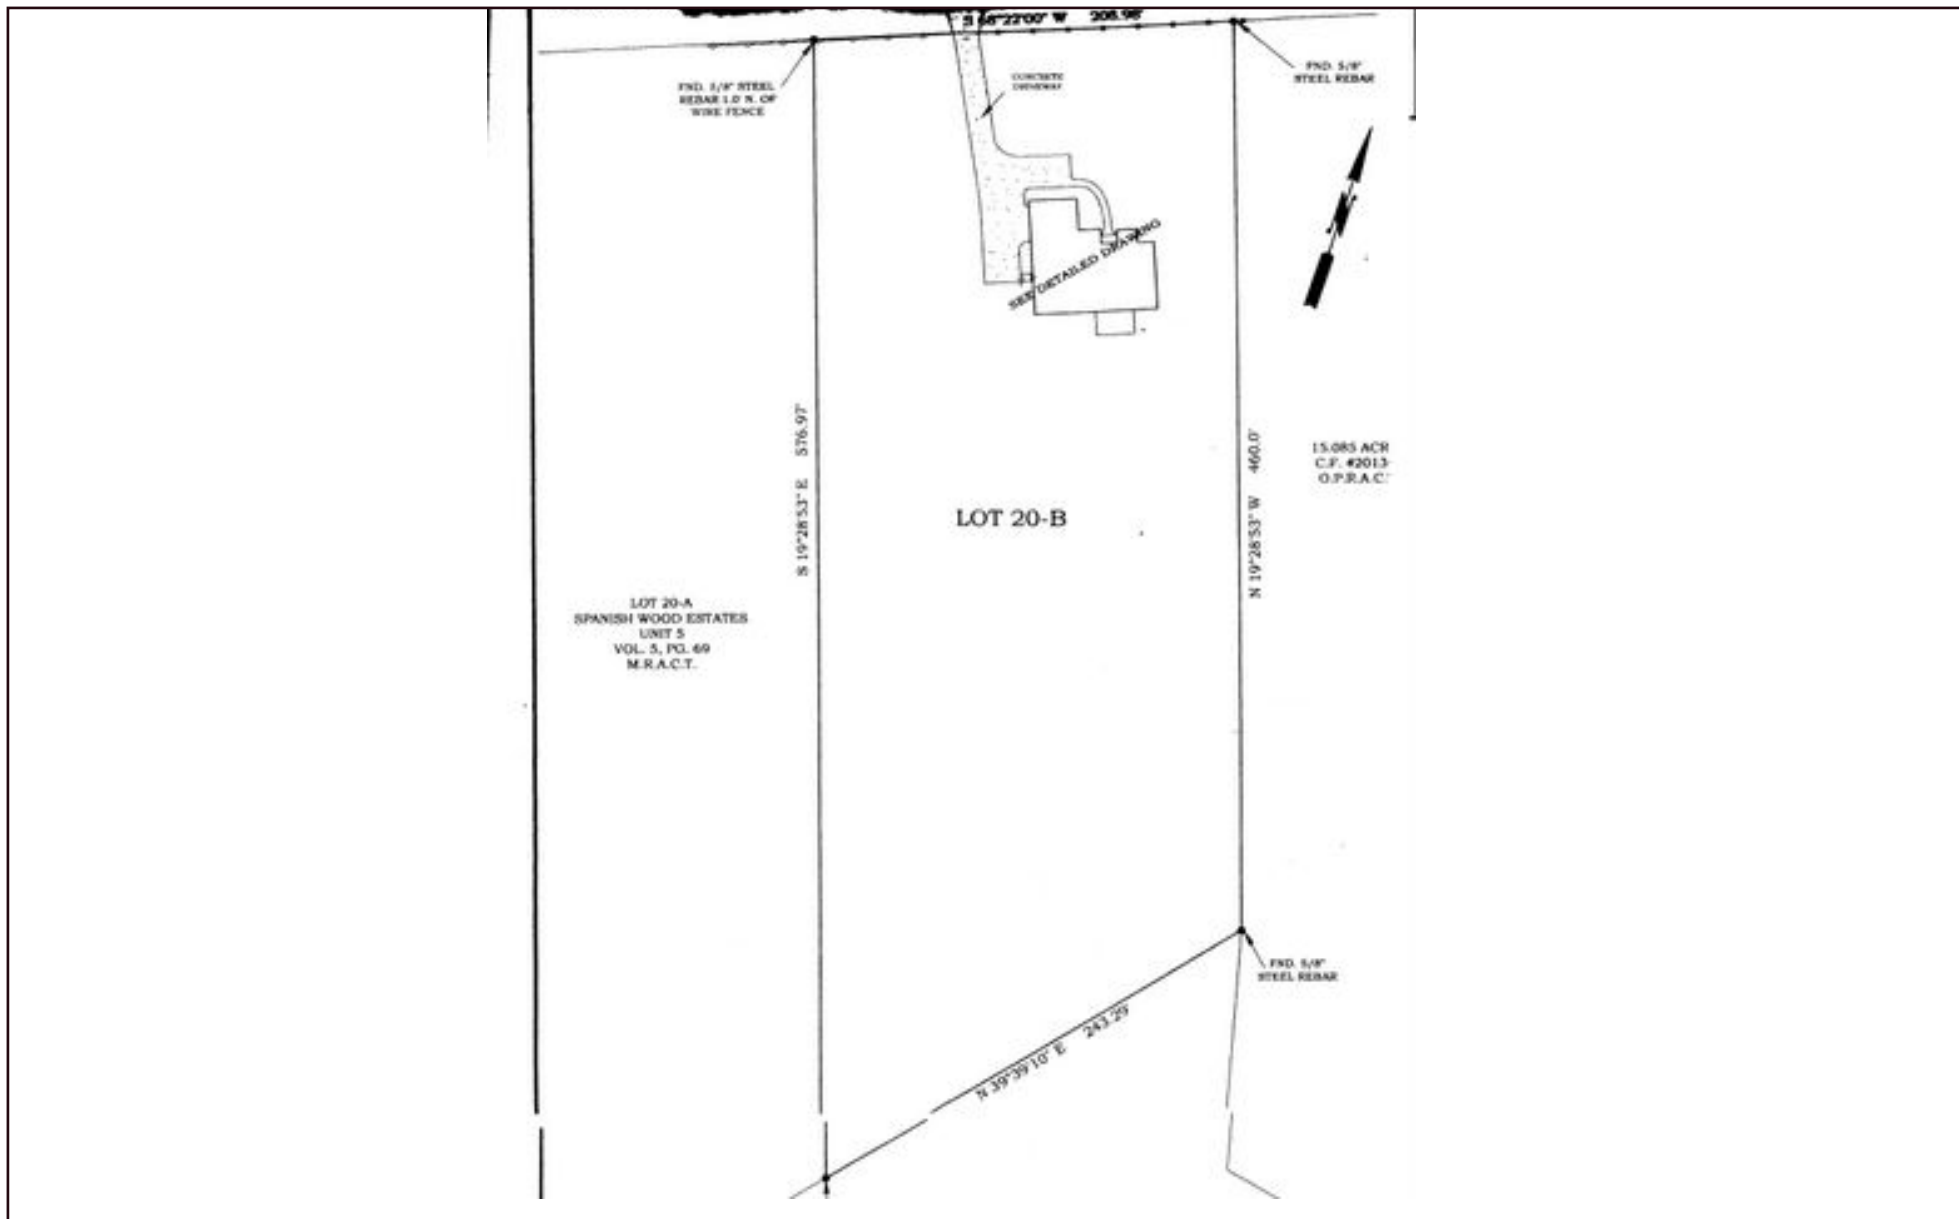 S 68°22'00" W 208.98'
FND. 5/8" STEEL
REBAR 1.0' N. OF
WIRE FENCE
CONCRETE
DRIVEWAY
FND. 5/8"
STEEL REBAR
SEE DETAILED DRAWING
S 19°28'53" E 576.97'
N 19°28'53" W 460.0'
15.085 ACR
C.F. #2013-
O.P.R.A.C.T
LOT 20-B
LOT 20-A
SPANISH WOOD ESTATES
UNIT 5
VOL. 5, PG. 69
M.R.A.C.T.
FND. 5/8"
STEEL REBAR
N 39°39'10" E 243.29'